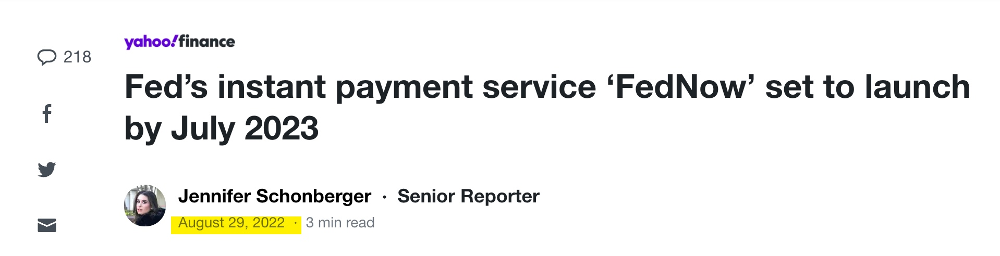 yahoo!finance
218
Fed’s instant payment service ‘FedNow’ set to launch
by July 2023
Jennifer Schonberger · Senior Reporter
August 29, 2022 · 3 min read